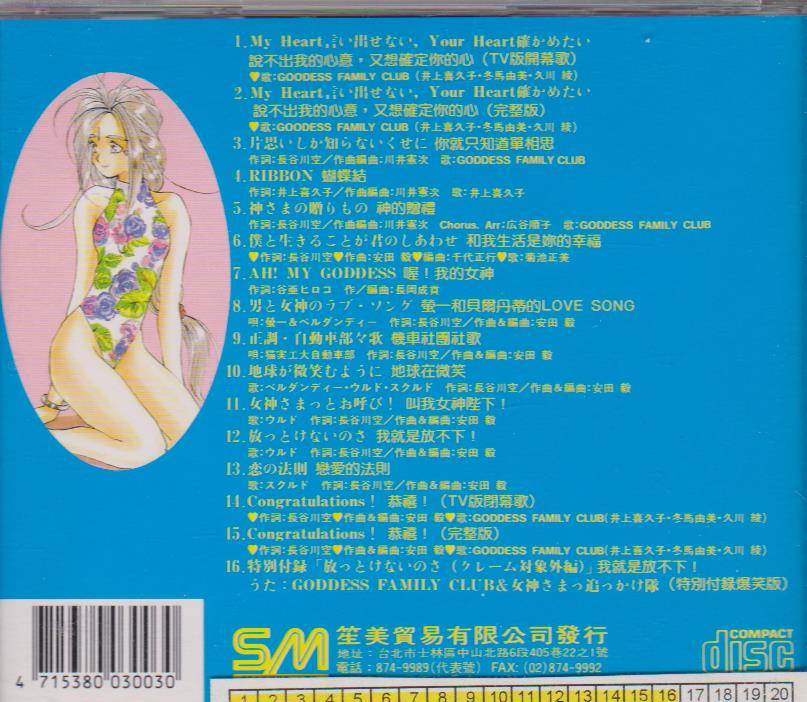 1.My Heart言い出せない，Your Heart確かめたい
說不出我的心意，又想確定你的心（TV版開幕歌）
♥歌:GODDESS FAMILY CLUB（井上喜久子・冬馬由美・久川 綾）
2.My Heart言い出せない，Your Heart確かめたい
說不出我的心意，又想確定你的心（完整版）
♥歌:GODDESS FAMILY CLUB（井上喜久子・冬馬由美・久川 綾）
3.片思いしか知らないくせに 你就只知道單相思
作詞:長谷川空／作曲編曲:川井憲次 歌:GODDESS FAMILY CLUB
4.RIBBON 蝴蝶結
作詞:井上喜久子／作曲編曲:川井憲次 歌:井上喜久子
5.神さまの贈りもの 神的贈禮
作詞:長谷川空／作曲編曲:川井憲次 Chorus. Arr:広谷順子 歌:GODDESS FAMILY CLUB
6.僕と生きることが君のしあわせ 和我生活是妳的幸福
♥作詞:長谷川空♥作曲:安田 毅♥編曲:千代正行♥歌:菊池正美
7.AH! MY GODDESS 喔！我的女神
作詞:谷亜ヒロコ 作／編曲:長岡成貢
8.男と女神のラブ・ソング 螢一和貝爾丹蒂的LOVE SONG
唄:螢一&ベルダンディー 作詞:長谷川空／作曲&編曲:安田 毅
9.正調・自動車部々歌 機車社團社歌
唄:猫実工大自動車部 作詞:長谷川空／作曲&編曲:安田 毅
10.地球が微笑むように 地球在微笑
歌:ベルダンディー・ウルド・スクルド 作詞:長谷川空／作曲&編曲:安田 毅
11.女神さまっとお呼び！ 叫我女神陛下！
歌:ウルド 作詞:長谷川空／作曲&編曲:安田 毅
12.放っとけないのさ 我就是放不下！
歌:ウルド 作詞:長谷川空／作曲&編曲:安田 毅
13.恋の法則 戀愛的法則
歌:スクルド 作詞:長谷川空／作曲&編曲:安田 毅
14.Congratulations！ 恭禧！（TV版閉幕歌）
♥作詞:長谷川空♥作曲&編曲:安田 毅♥歌:GODDESS FAMILY CLUB(井上喜久子・冬馬由美・久川 綾）
15.Congratulations！ 恭禧！（完整版）
♥作詞:長谷川空♥作曲&編曲:安田 毅♥歌:GODDESS FAMILY CLUB(井上喜久子・冬馬由美・久川 綾）
16.特別付録「放っとけないのさ（クレーム対象外編）」我就是放不下！
うた：GODDESS FAMILY CLUB&女神さまっ追っかけ隊（特別付錄爆笑版）
SM 笙美貿易有限公司發行
地址：台北市士林區中山北路6段405巷22之1號
電話：874-9989(代表號) FAX: (02)874-9992
COMPACT disc
4 715380 030030
1 2 3 4 5 6 7 8 9 10 11 12 13 14 15 16 17 18 19 20